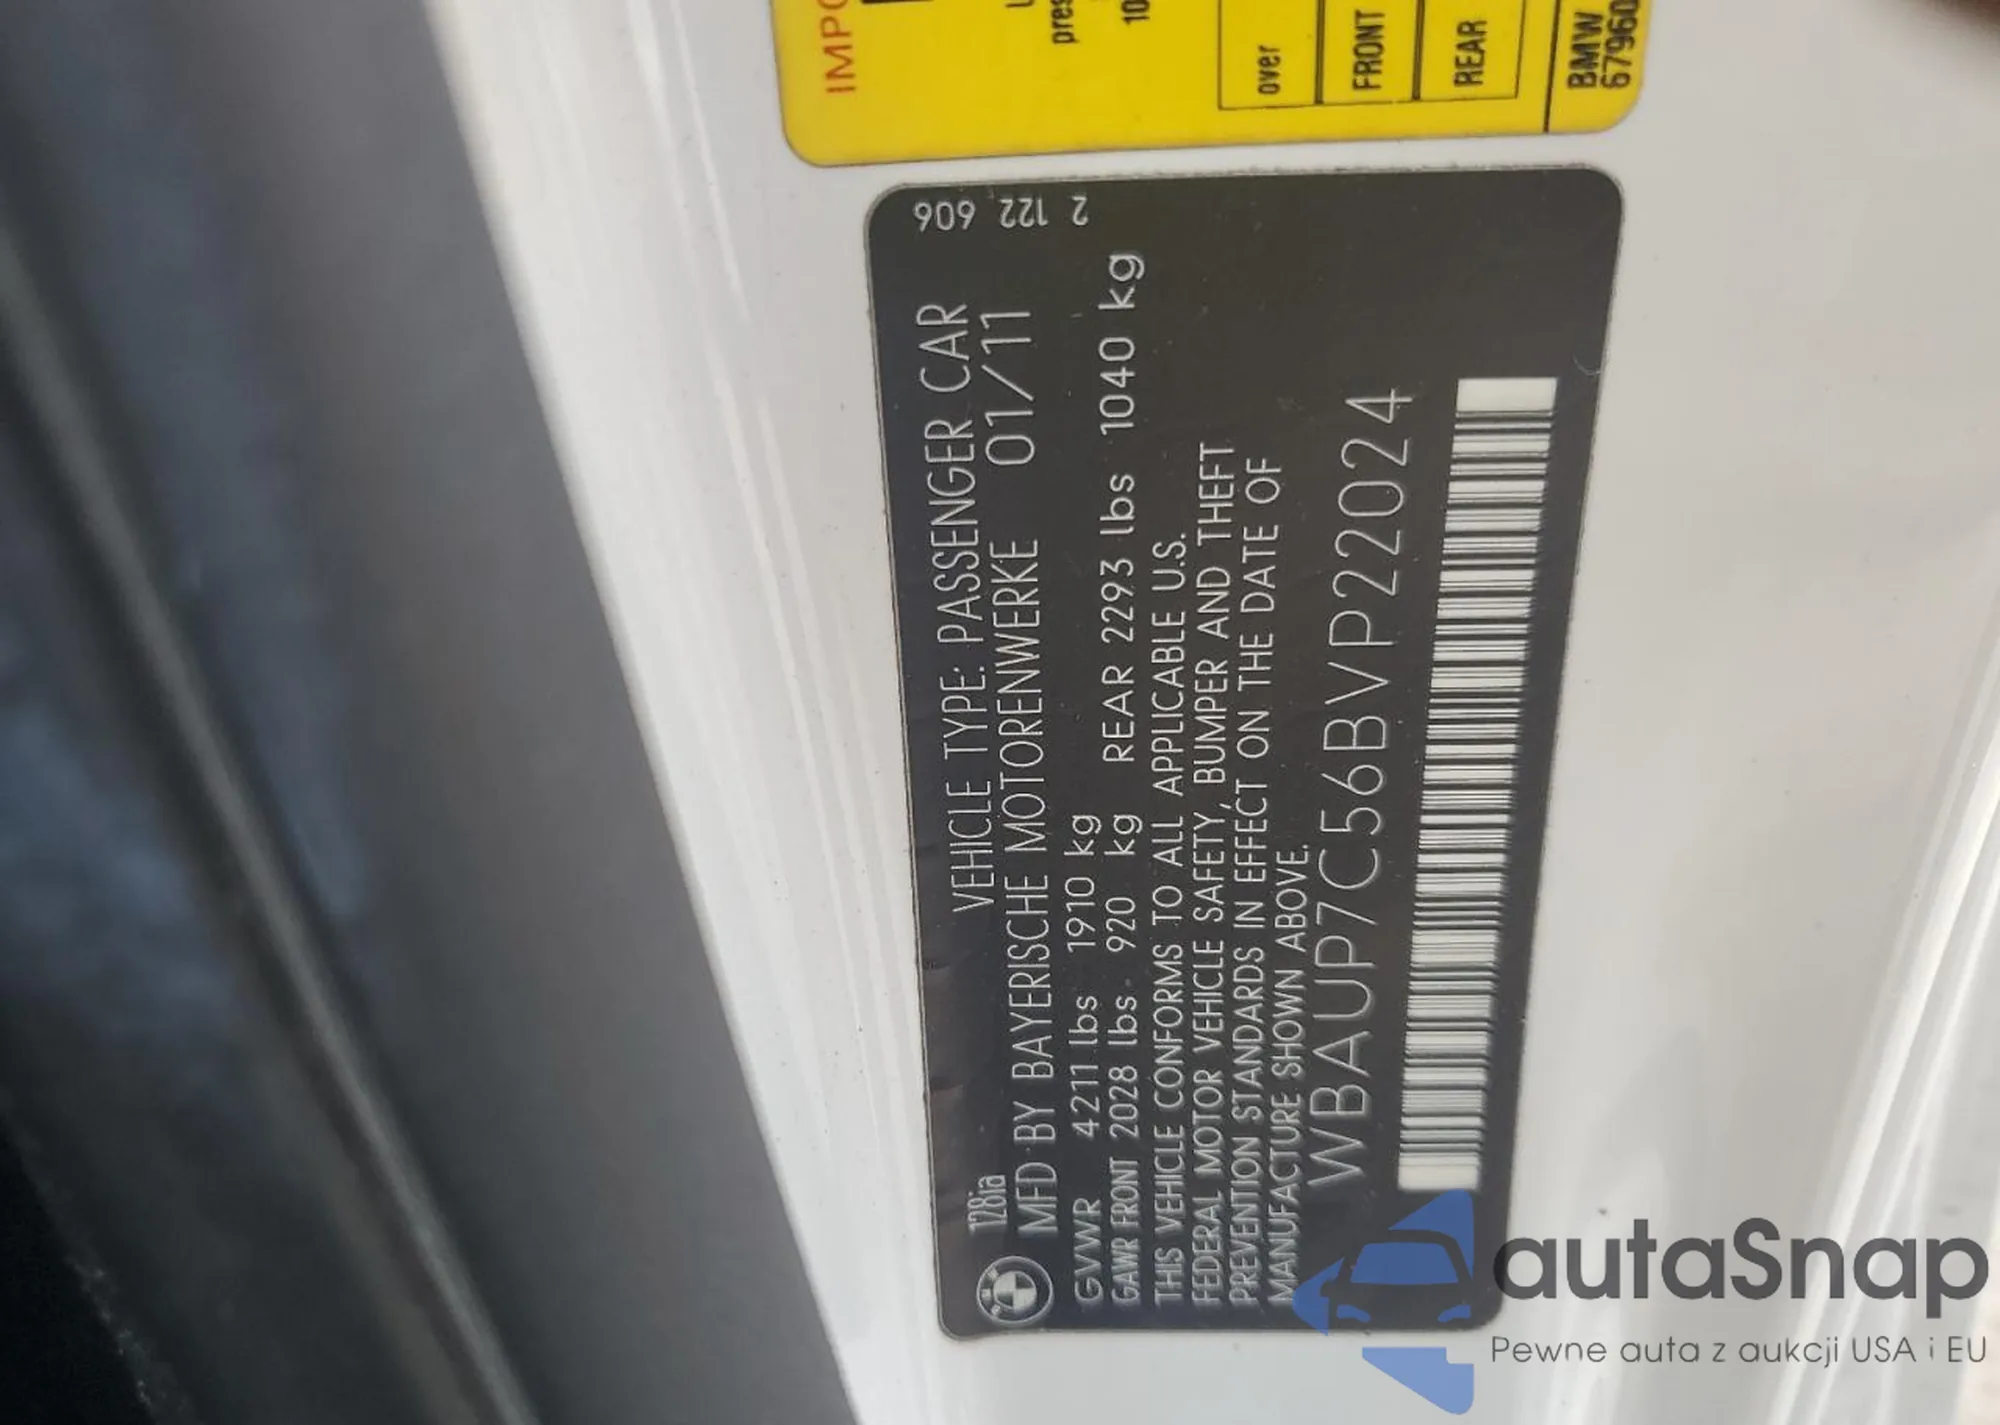 IMPO
pres
10
over
FRONT
REAR
BMW
67960
128ia VEHICLE TYPE: PASSENGER CAR 2 122 606
MFD BY BAYERISCHE MOTORENWERKE 01/11
GVWR 4211 lbs 1910 kg
GAWR FRONT 2028 lbs. 920 kg REAR 2293 lbs 1040 kg
THIS VEHICLE CONFORMS TO ALL APPLICABLE U.S.
FEDERAL MOTOR VEHICLE SAFETY, BUMPER AND THEFT
PREVENTION STANDARDS IN EFFECT ON THE DATE OF
MANUFACTURE SHOWN ABOVE.
WBAUP7C56BVP22024
autaSnap
Pewne auta z aukcji USA i EU